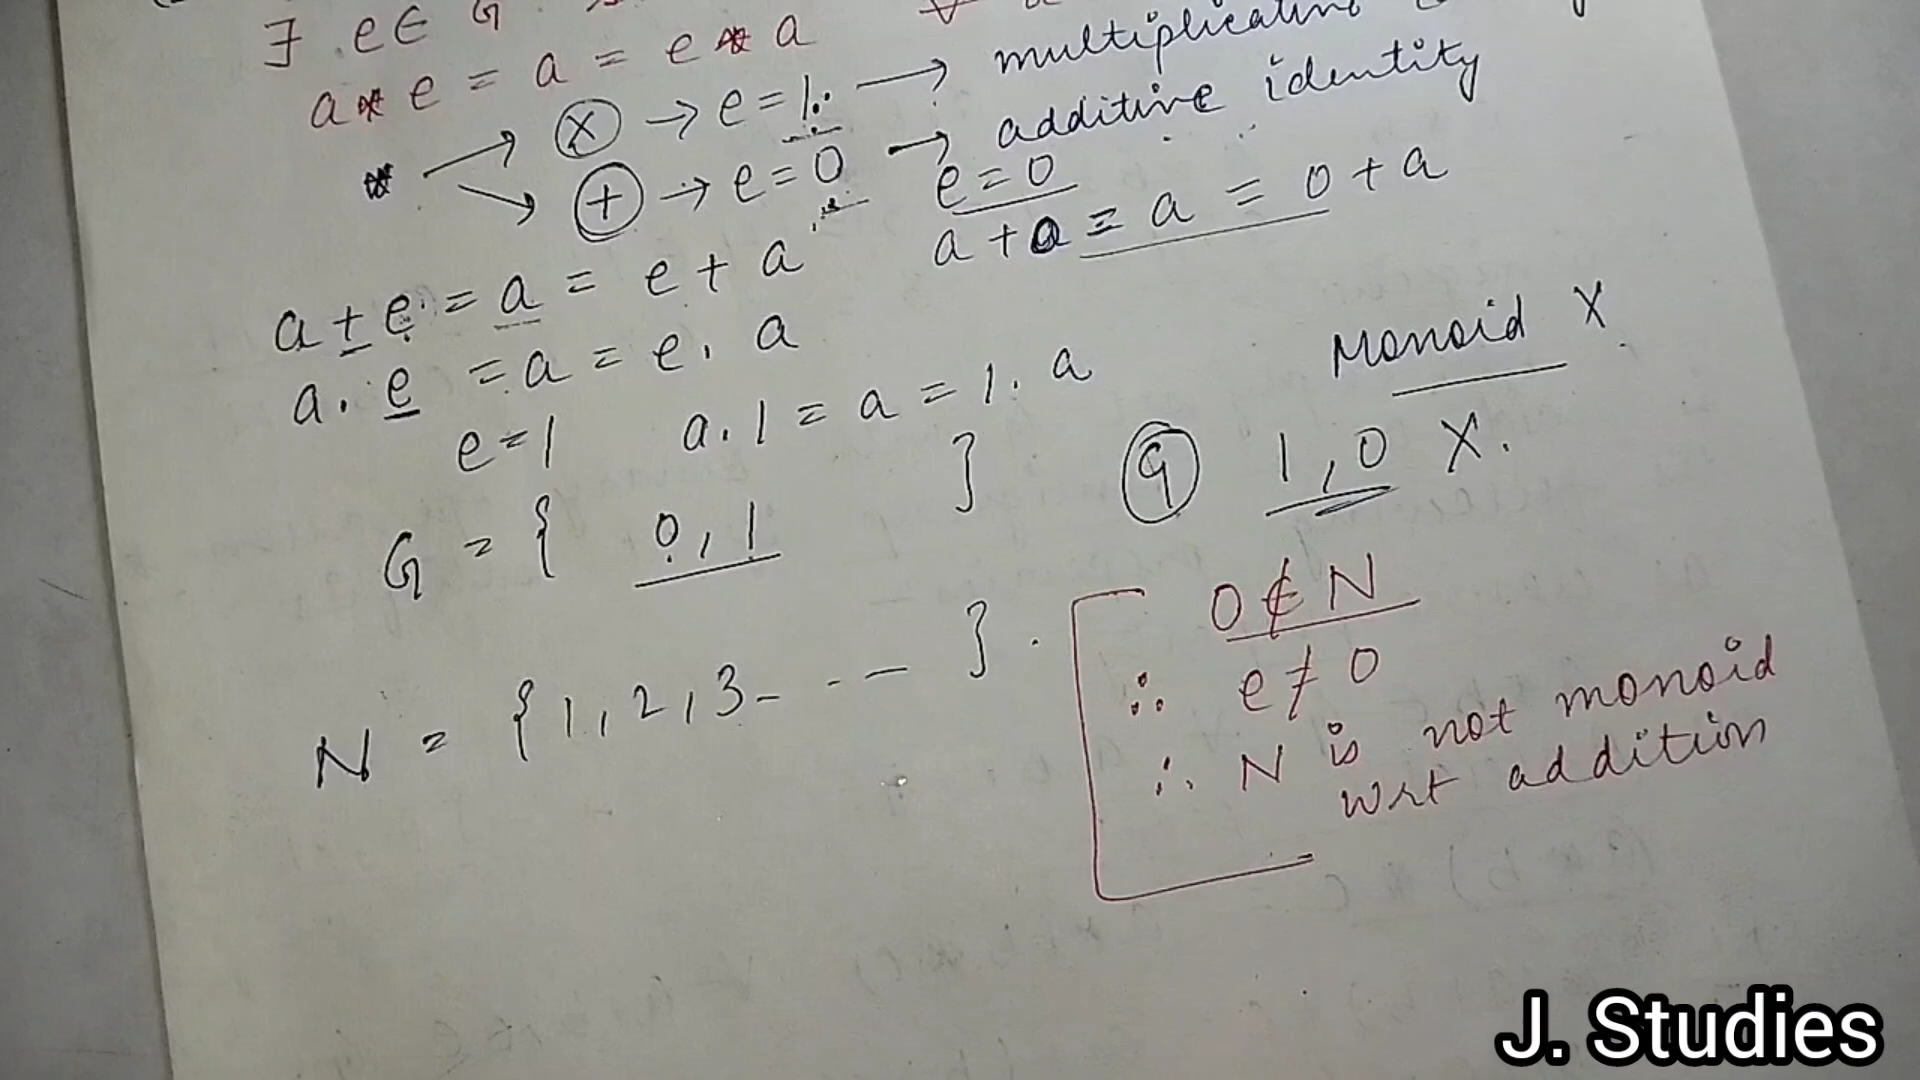 ∃ e ∈ G
a * e = a = e * a ∀
* → ⊗ → e = 1 → multiplicative
→ ⊕ → e = 0 → additive identity
e = 0
a + 0 = a = 0 + a
a + e = a = e + a
a . e = a = e . a
e = 1 a . 1 = a = 1 . a
Monoid X
G = { 0, 1 } G 1, 0 X.
N = { 1, 2, 3 - - - - }.
0 ∉ N
∴ e ≠ 0
∴ N is not monoid
wrt addition
J. Studies